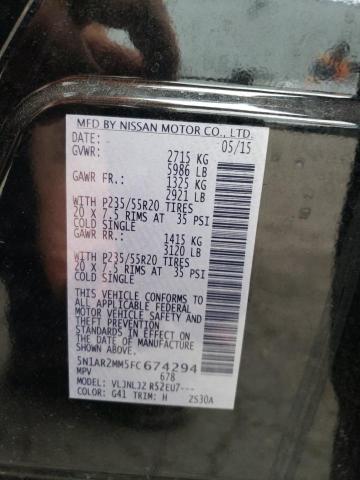 MFD BY NISSAN MOTOR CO., LTD.
DATE: 05/15
GVWR: 2715 KG
5986 LB
GAWR FR.: 1325 KG
2921 LB
WITH P235/55R20 TIRES
20 X 7.5 RIMS AT 35 PSI
COLD SINGLE
GAWR RR.: 1415 KG
3120 LB
WITH P235/55R20 TIRES
20 X 7.5 RIMS AT 35 PSI
COLD SINGLE
THIS VEHICLE CONFORMS TO
ALL APPLICABLE FEDERAL
MOTOR VEHICLE SAFETY AND
THEFT PREVENTION
STANDARDS IN EFFECT ON
THE DATE OF MANUFACTURE
SHOWN ABOVE.
5N1AR2MM5FC674294
MPV 678
MODEL: VLJNLJ2 R52EU7---
COLOR: G41 TRIM: H ZS30A